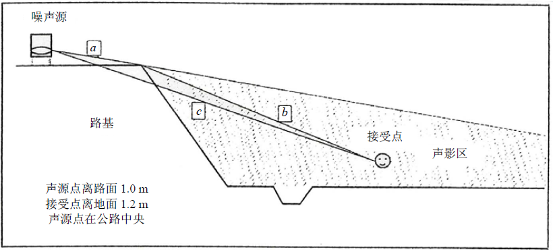 噪声源
a
c
b
路基
接受点
声影区
声源点离路面 1.0 m
接受点离地面 1.2 m
声源点在公路中央